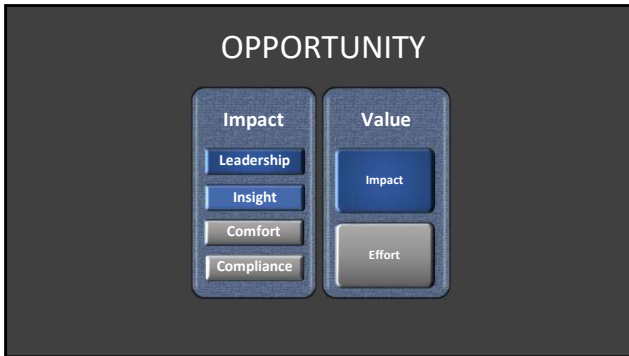 OPPORTUNITY
Impact
Leadership
Insight
Comfort
Compliance
Value
Impact
Effort